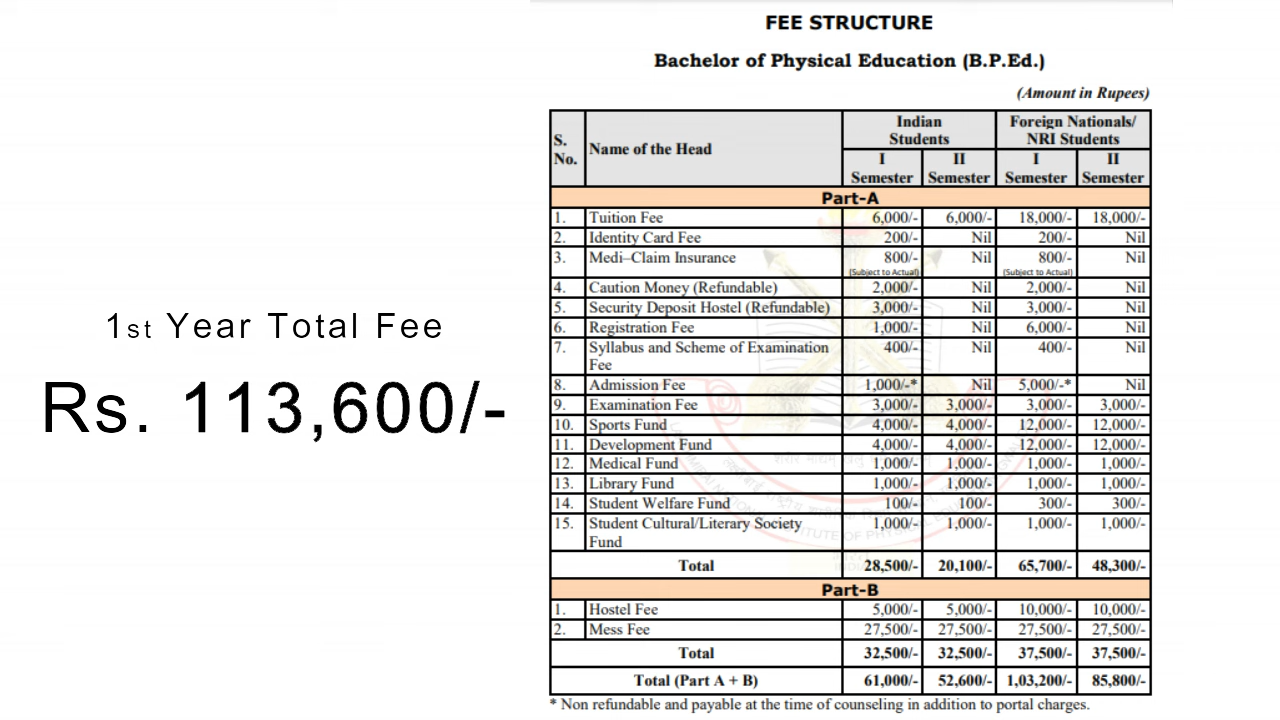 1st Year Total Fee
Rs. 113,600/-
FEE STRUCTURE
Bachelor of Physical Education (B.P.Ed.)
(Amount in Rupees)
S. No. Name of the Head Indian Students Foreign Nationals/ NRI Students
I Semester II Semester I Semester II Semester
Part-A
1. Tuition Fee 6,000/- 6,000/- 18,000/- 18,000/-
2. Identity Card Fee 200/- Nil 200/- Nil
3. Medi–Claim Insurance 800/- Nil 800/- Nil
(Subject to Actual) (Subject to Actual)
4. Caution Money (Refundable) 2,000/- Nil 2,000/- Nil
5. Security Deposit Hostel (Refundable) 3,000/- Nil 3,000/- Nil
6. Registration Fee 1,000/- Nil 6,000/- Nil
7. Syllabus and Scheme of Examination 400/- Nil 400/- Nil
Fee
8. Admission Fee 1,000/-* Nil 5,000/-* Nil
9. Examination Fee 3,000/- 3,000/- 3,000/- 3,000/-
10. Sports Fund 4,000/- 4,000/- 12,000/- 12,000/-
11. Development Fund 4,000/- 4,000/- 12,000/- 12,000/-
12. Medical Fund 1,000/- 1,000/- 1,000/- 1,000/-
13. Library Fund 1,000/- 1,000/- 1,000/- 1,000/-
14. Student Welfare Fund 100/- 100/- 300/- 300/-
15. Student Cultural/Literary Society 1,000/- 1,000/- 1,000/- 1,000/-
Fund
Total 28,500/- 20,100/- 65,700/- 48,300/-
Part-B
1. Hostel Fee 5,000/- 5,000/- 10,000/- 10,000/-
2. Mess Fee 27,500/- 27,500/- 27,500/- 27,500/-
Total 32,500/- 32,500/- 37,500/- 37,500/-
Total (Part A + B) 61,000/- 52,600/- 1,03,200/- 85,800/-
* Non refundable and payable at the time of counseling in addition to portal charges.